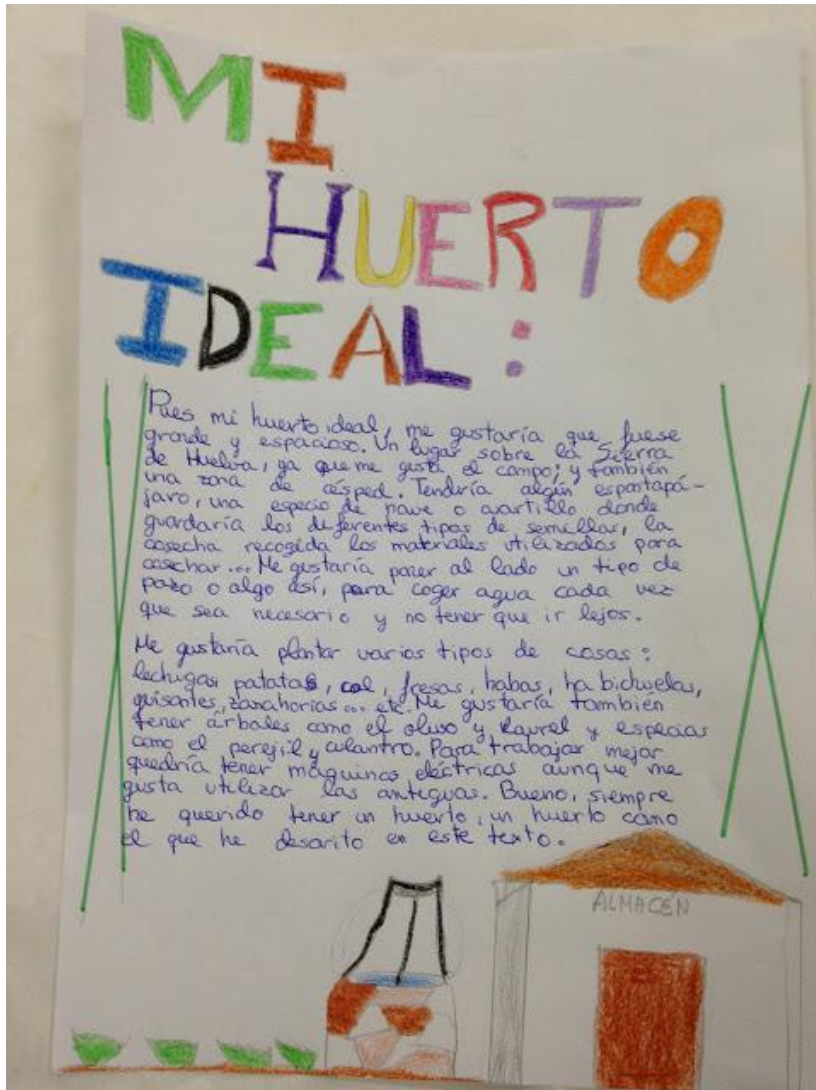 MI
HUERTO
IDEAL:
Pues mi huerto ideal, me gustaría que fuese
grande y espacioso. Un lugar sobre la Sierra
de Huelva, ya que me gusta el campo; y también
una zona de césped. Tendría algún espantapá-
jaro, una especio de nave o cuartillo donde
guardaría los diferentes tipos de semillas, la
cosecha recogida los materiales utilizados para
cosechar... Me gustaría poner al lado un tipo de
pozo o algo así, para coger agua cada vez
que sea necesario y no tener que ir lejos.
Me gustaría plantar varios tipos de cosas:
lechugas patatas, col, fresas, habas, habichuelas,
guisantes, zanahorias... etc. Me gustaría también
tener árboles como el olivo y laurel y especias
como el perejil y culantro. Para trabajar mejor
quedría tener máquinas eléctricas aunque me
gusta utilizar las antiguas. Bueno, siempre
he querido tener un huerto, un huerto como
el que he descrito en este texto.
ALMACÉN